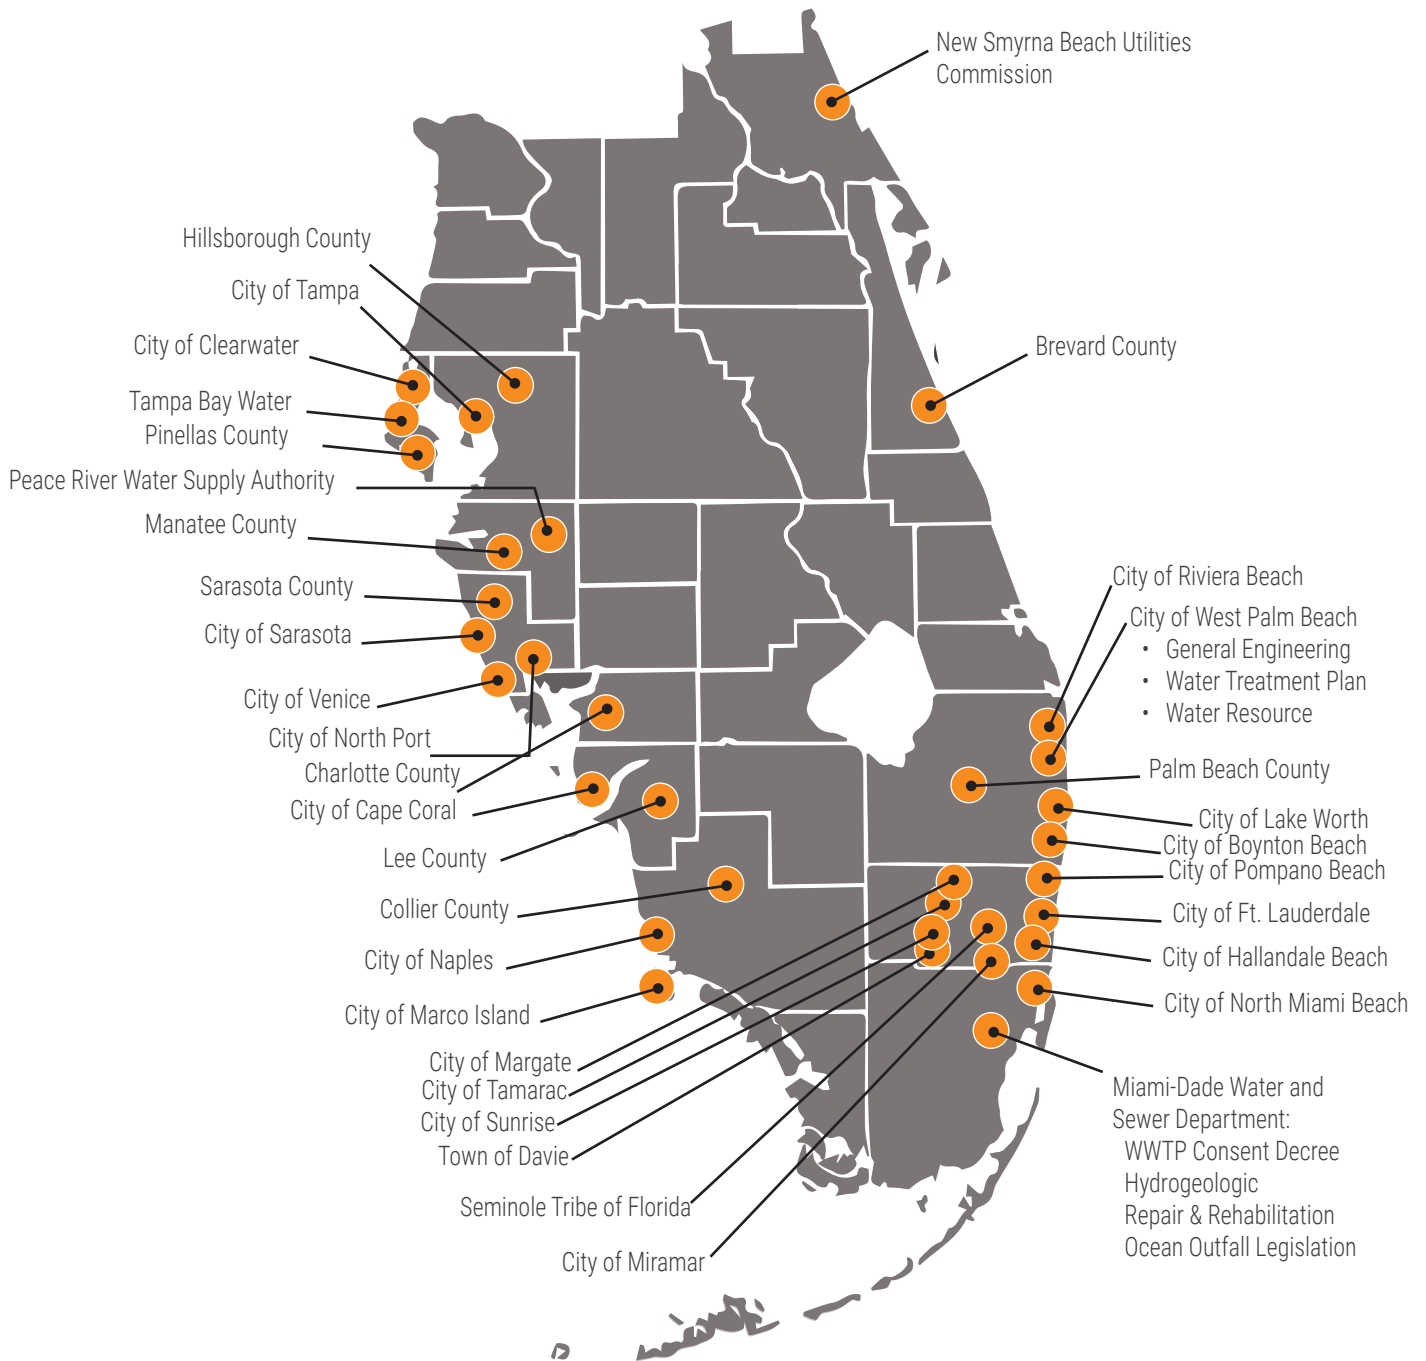 New Smyrna Beach Utilities
Commission
Hillsborough County
City of Tampa
City of Clearwater
Tampa Bay Water
Pinellas County
Peace River Water Supply Authority
Manatee County
Sarasota County
City of Sarasota
City of Venice
City of North Port
Charlotte County
City of Cape Coral
Lee County
Collier County
City of Naples
City of Marco Island
City of Margate
City of Tamarac
City of Sunrise
Town of Davie
Seminole Tribe of Florida
City of Miramar
Brevard County
City of Riviera Beach
City of West Palm Beach
• General Engineering
• Water Treatment Plan
• Water Resource
Palm Beach County
City of Lake Worth
City of Boynton Beach
City of Pompano Beach
City of Ft. Lauderdale
City of Hallandale Beach
City of North Miami Beach
Miami-Dade Water and
Sewer Department:
WWTP Consent Decree
Hydrogeologic
Repair & Rehabilitation
Ocean Outfall Legislation